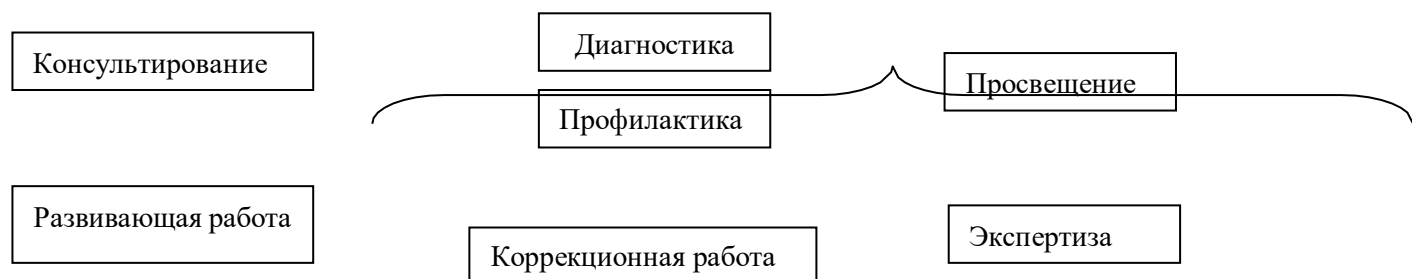 Диагностика
Консультирование
Просвещение
Профилактика
Развивающая работа
Экспертиза
Коррекционная работа